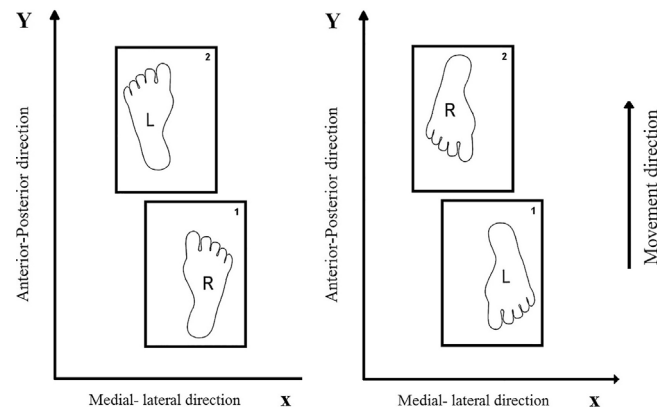 Y
Anterior-Posterior direction
2
L
1
R
Medial- lateral direction
x
Y
Anterior-Posterior direction
2
R
1
L
Medial- lateral direction
x
Movement direction